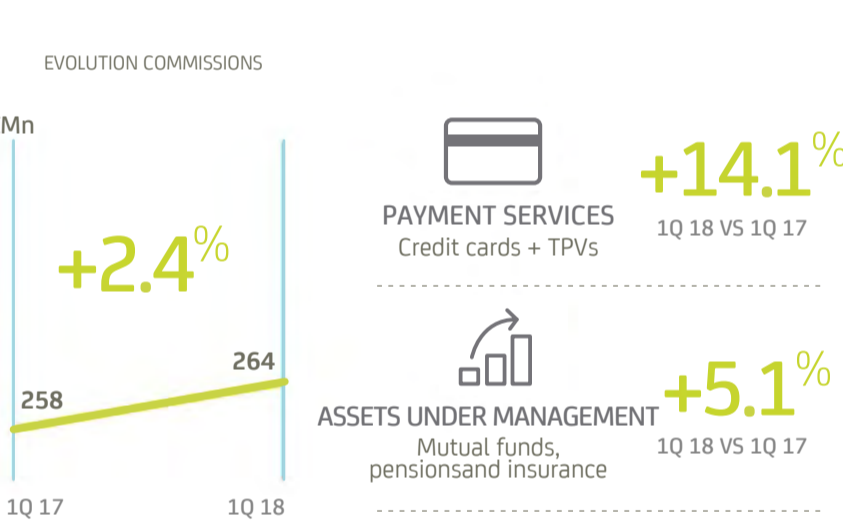 EVOLUTION COMMISSIONS
Mn
+2.4%
258
264
1Q 17
1Q 18
PAYMENT SERVICES
Credit cards + TPVs
+14.1%
1Q 18 VS 1Q 17
ASSETS UNDER MANAGEMENT
Mutual funds,
pensionsand insurance
+5.1%
1Q 18 VS 1Q 17